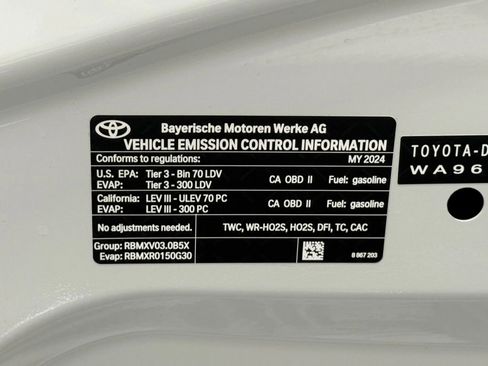 Bayerische Motoren Werke AG
VEHICLE EMISSION CONTROL INFORMATION
Conforms to regulations: MY 2024
U.S. EPA: Tier 3 - Bin 70 LDV
EVAP: Tier 3 - 300 LDV CA OBD II Fuel: gasoline
California: LEV III - ULEV 70 PC
EVAP: LEV III - 300 PC CA OBD II Fuel: gasoline
No adjustments needed. TWC, WR-HO2S, HO2S, DFI, TC, CAC
Group: RBMXV03.0B5X
Evap: RBMXR0150G30 8 867 203
TOYOTA-D
WA96